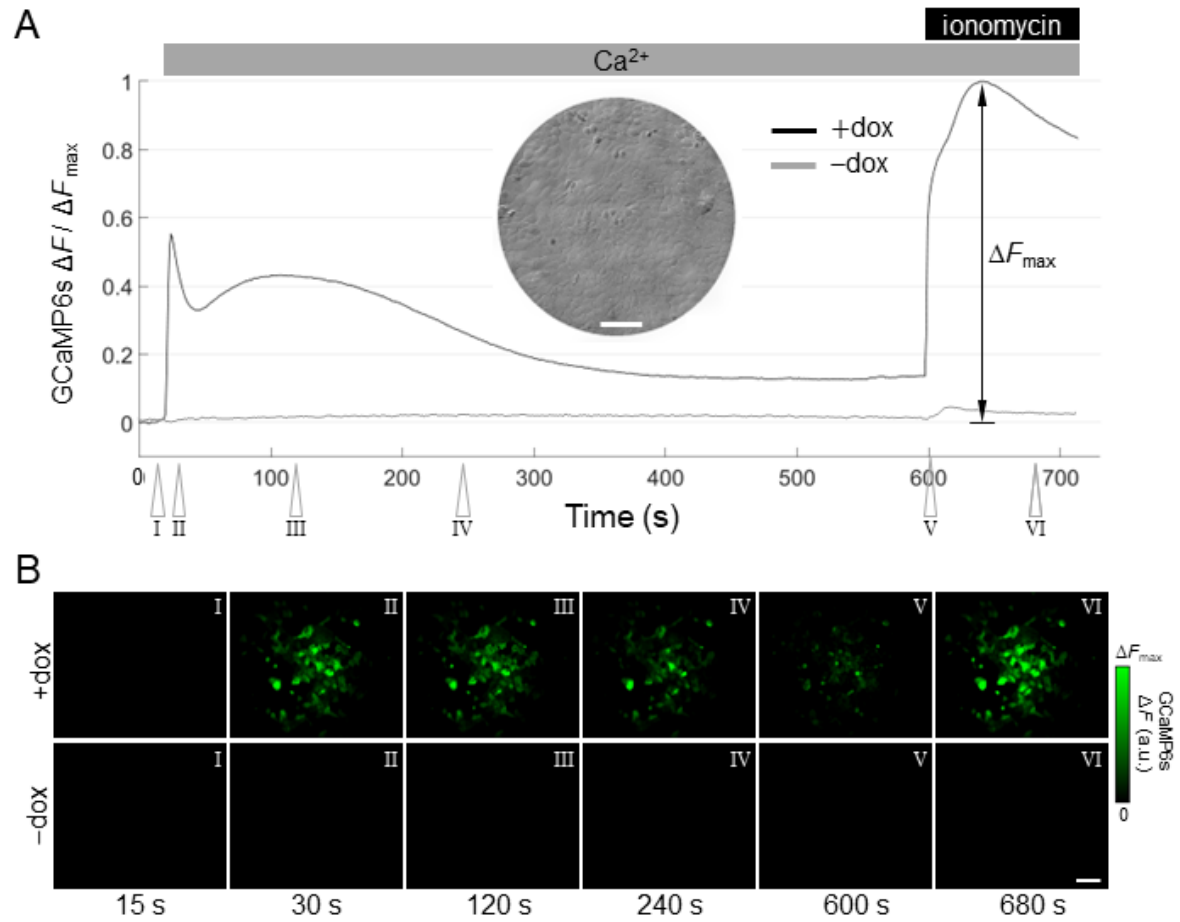 A
ionomycin
Ca²⁺
GCaMP6s ΔF / ΔFmax
1
0.8
0.6
0.4
0.2
0
+dox
−dox
ΔFmax
0 100 200 300 400 500 600 700
I II III IV V VI
Time (s)
B
+dox
I II III IV V VI
−dox
I II III IV V VI
15 s 30 s 120 s 240 s 600 s 680 s
ΔFmax
GCaMP6s
ΔF (a.u.)
0